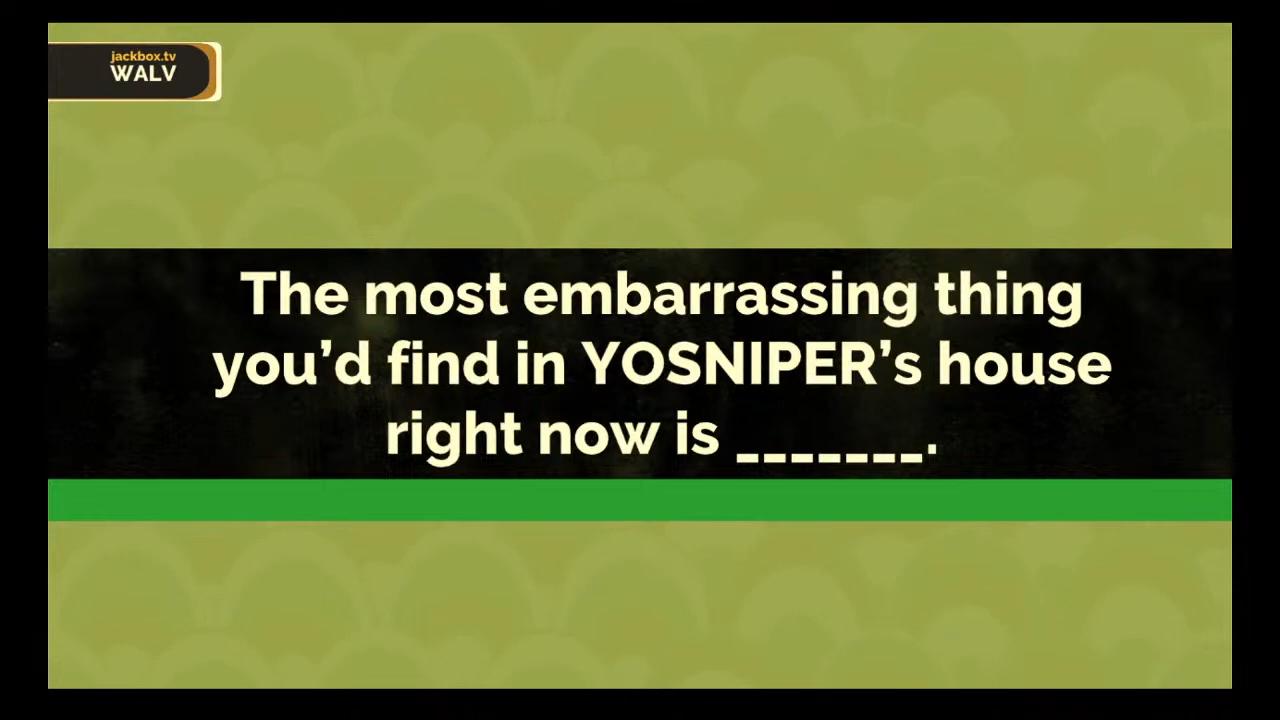 jackbox.tv
WALV
The most embarrassing thing
you’d find in YOSNIPER’s house
right now is _______.